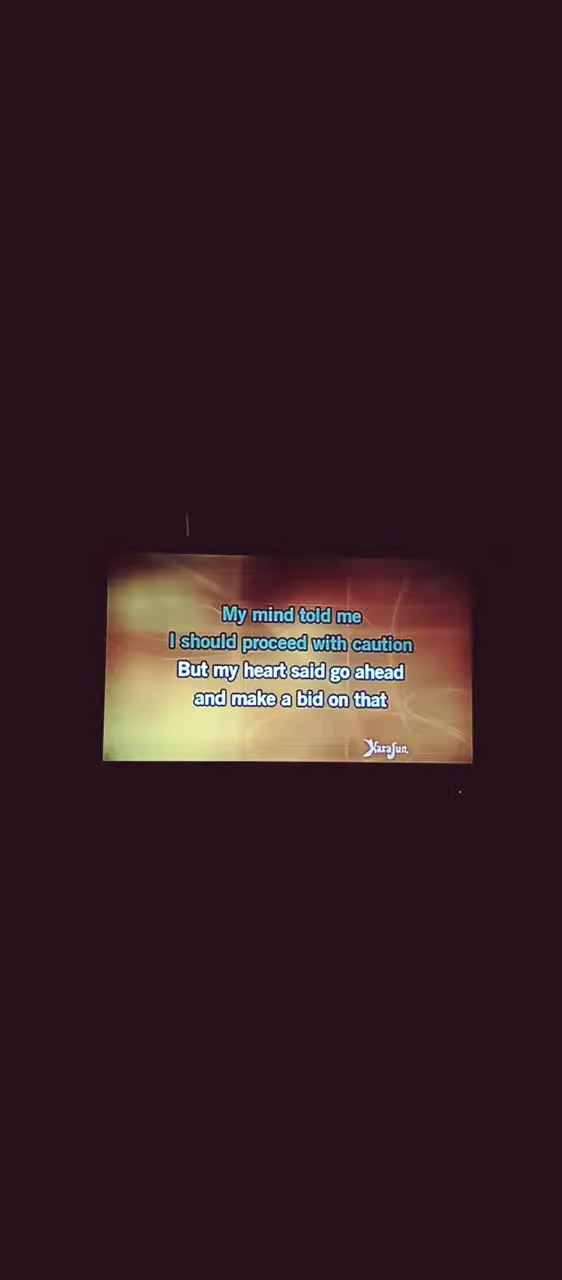 My mind told me
I should proceed with caution
But my heart said go ahead
and make a bid on that
KaraFun